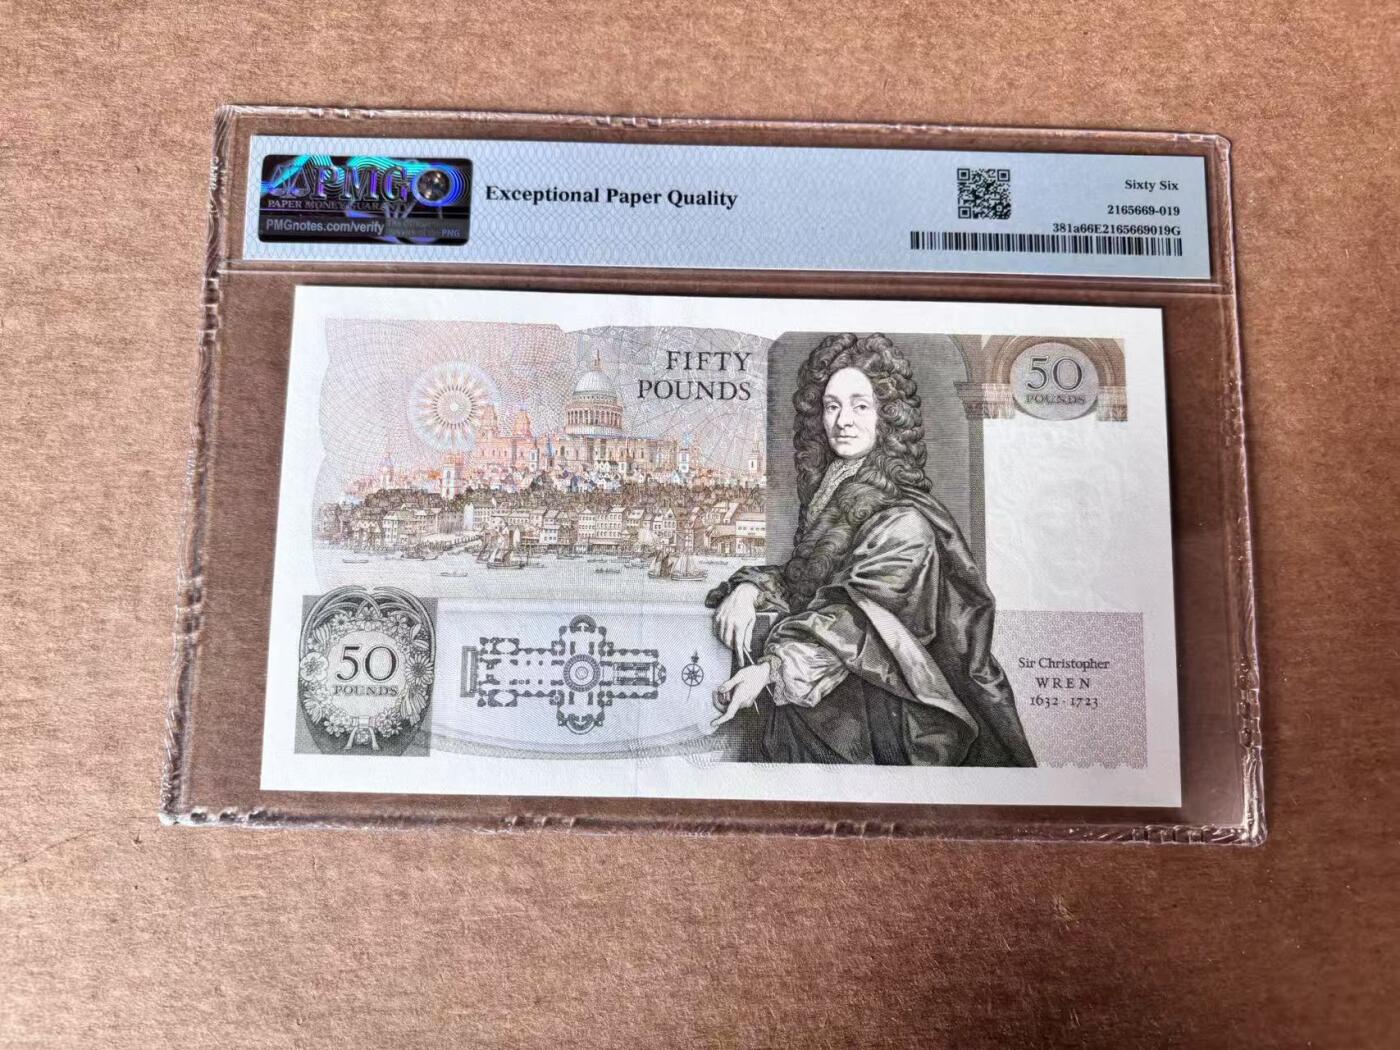 PMG
PAPER MONEY GUARANTY
PMGnotes.com/verify
PNG
Exceptional Paper Quality
Sixty Six
2165669-019
381a66E2165669019G
FIFTY
POUNDS
50
POUNDS
50
POUNDS
Sir Christopher
WREN
1632 · 1723